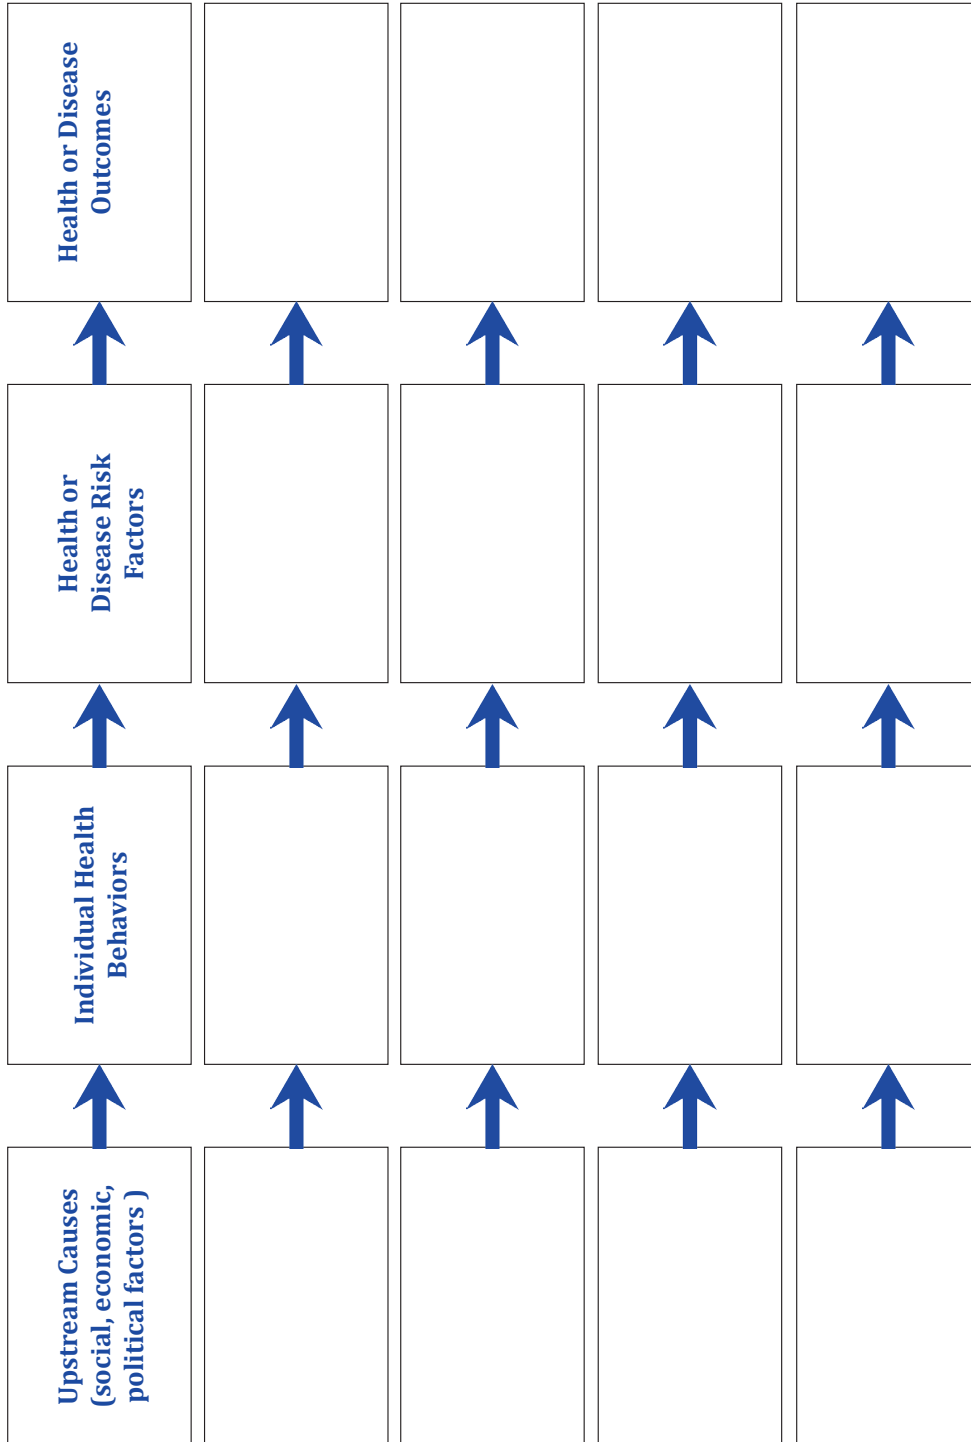 Upstream Causes
(social, economic,
political factors )
Individual Health
Behaviors
Health or
Disease Risk
Factors
Health or Disease
Outcomes